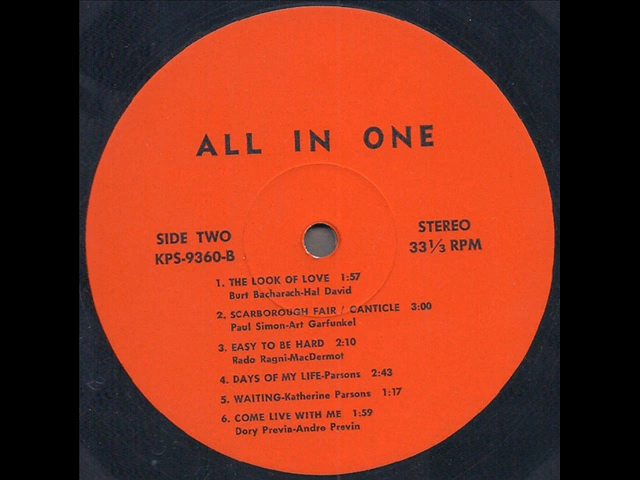 ALL IN ONE
SIDE TWO
KPS-9360-B
STEREO
33 1/3 RPM
1. THE LOOK OF LOVE 1:57
Burt Bacharach-Hal David
2. SCARBOROUGH FAIR / CANTICLE 3:00
Paul Simon-Art Garfunkel
3. EASY TO BE HARD 2:10
Rado Ragni-MacDermot
4. DAYS OF MY LIFE-Parsons 2:43
5. WAITING-Katherine Parsons 1:17
6. COME LIVE WITH ME 1:59
Dory Previn-Andre Previn